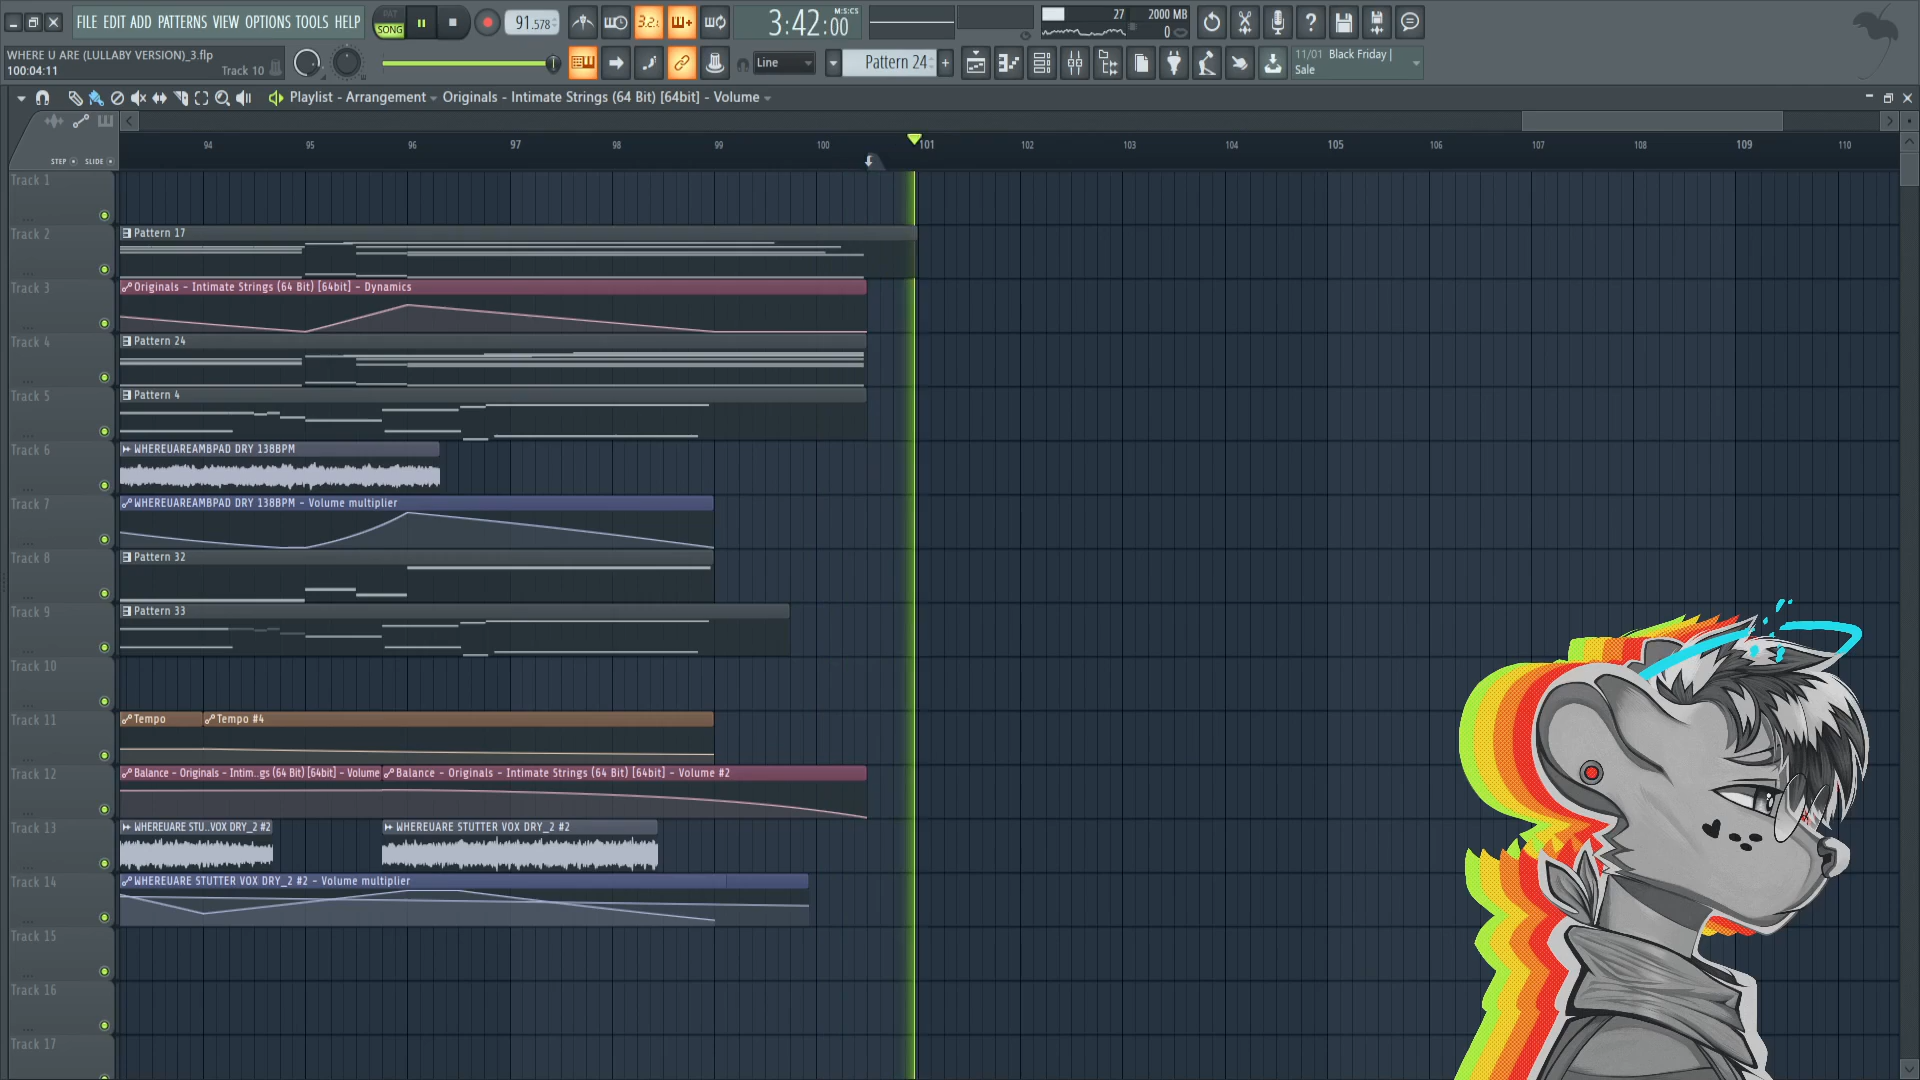 FILE EDIT ADD PATTERNS VIEW OPTIONS TOOLS HELP
PAT
SONG
91.578
3:42:00
M:S:CS
27
2000 MB
0
WHERE U ARE (LULLABY VERSION)_3.flp
100:04:11
Track 10
Line
Pattern 24
11/01 Black Friday |
Sale
Playlist - Arrangement
Originals - Intimate Strings (64 Bit) [64bit] - Volume
STEP
SLIDE
94 95 96 97 98 99 100 101 102 103 104 105 106 107 108 109 110
Track 1
Track 2
Pattern 17
Track 3
Originals - Intimate Strings (64 Bit) [64bit] - Dynamics
Track 4
Pattern 24
Track 5
Pattern 4
Track 6
WHEREUAREAMBPAD DRY 138BPM
Track 7
WHEREUAREAMBPAD DRY 138BPM - Volume multiplier
Track 8
Pattern 32
Track 9
Pattern 33
Track 10
Track 11
Tempo
Tempo #4
Track 12
Balance - Originals - Intim..gs (64 Bit) [64bit] - Volume
Balance - Originals - Intimate Strings (64 Bit) [64bit] - Volume #2
Track 13
WHEREUARE STU..VOX DRY_2 #2
WHEREUARE STUTTER VOX DRY_2 #2
Track 14
WHEREUARE STUTTER VOX DRY_2 #2 - Volume multiplier
Track 15
Track 16
Track 17